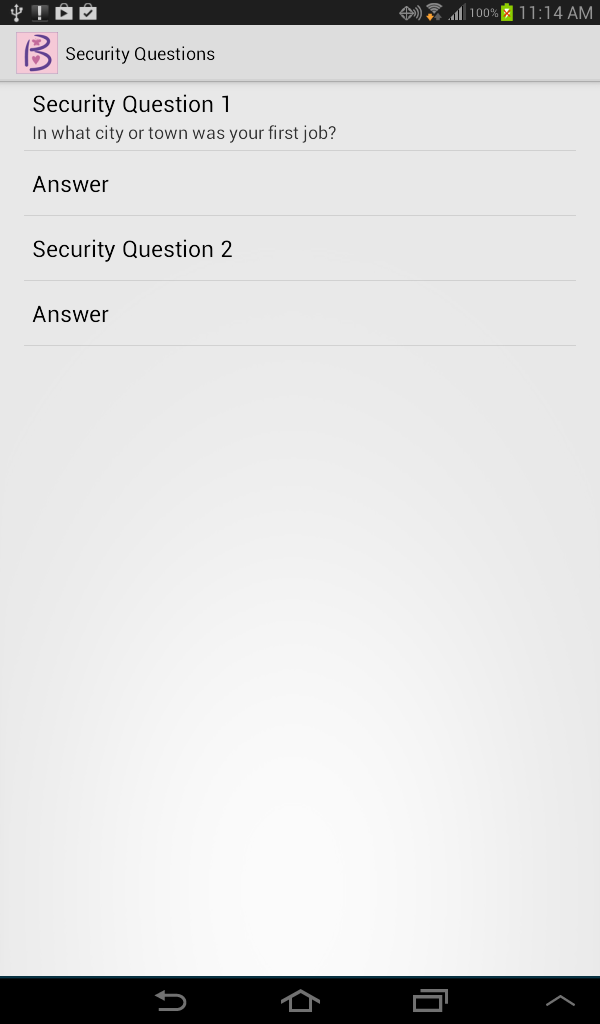 100% 11:14 AM
B Security Questions
Security Question 1
In what city or town was your first job?
Answer
Security Question 2
Answer